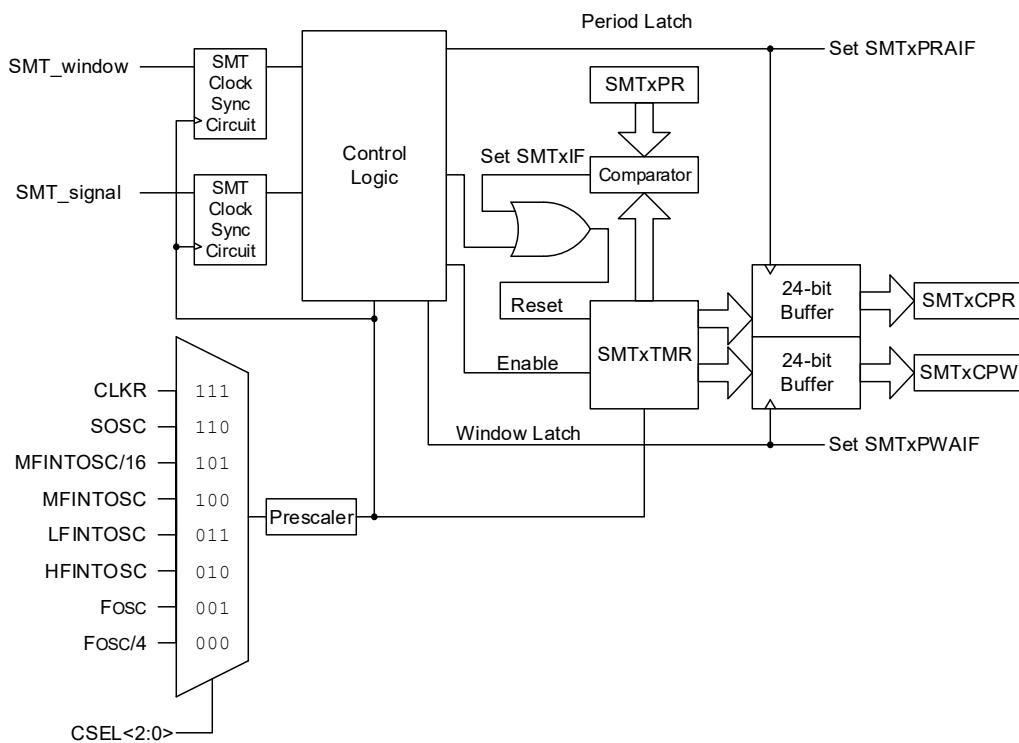 Period Latch
Set SMTxPRAIF
SMT_window
SMT
Clock
Sync
Circuit
Control
Logic
SMTxPR
Set SMTxIF
Comparator
SMT_signal
SMT
Clock
Sync
Circuit
Reset
SMTxTMR
24-bit
Buffer
SMTxCPR
Enable
24-bit
Buffer
SMTxCPW
Window Latch
Set SMTxPWAIF
CLKR 111
SOSC 110
MFINTOSC/16 101
MFINTOSC 100
Prescaler
LFINTOSC 011
HFINTOSC 010
FOSC 001
FOSC/4 000
CSEL<2:0>